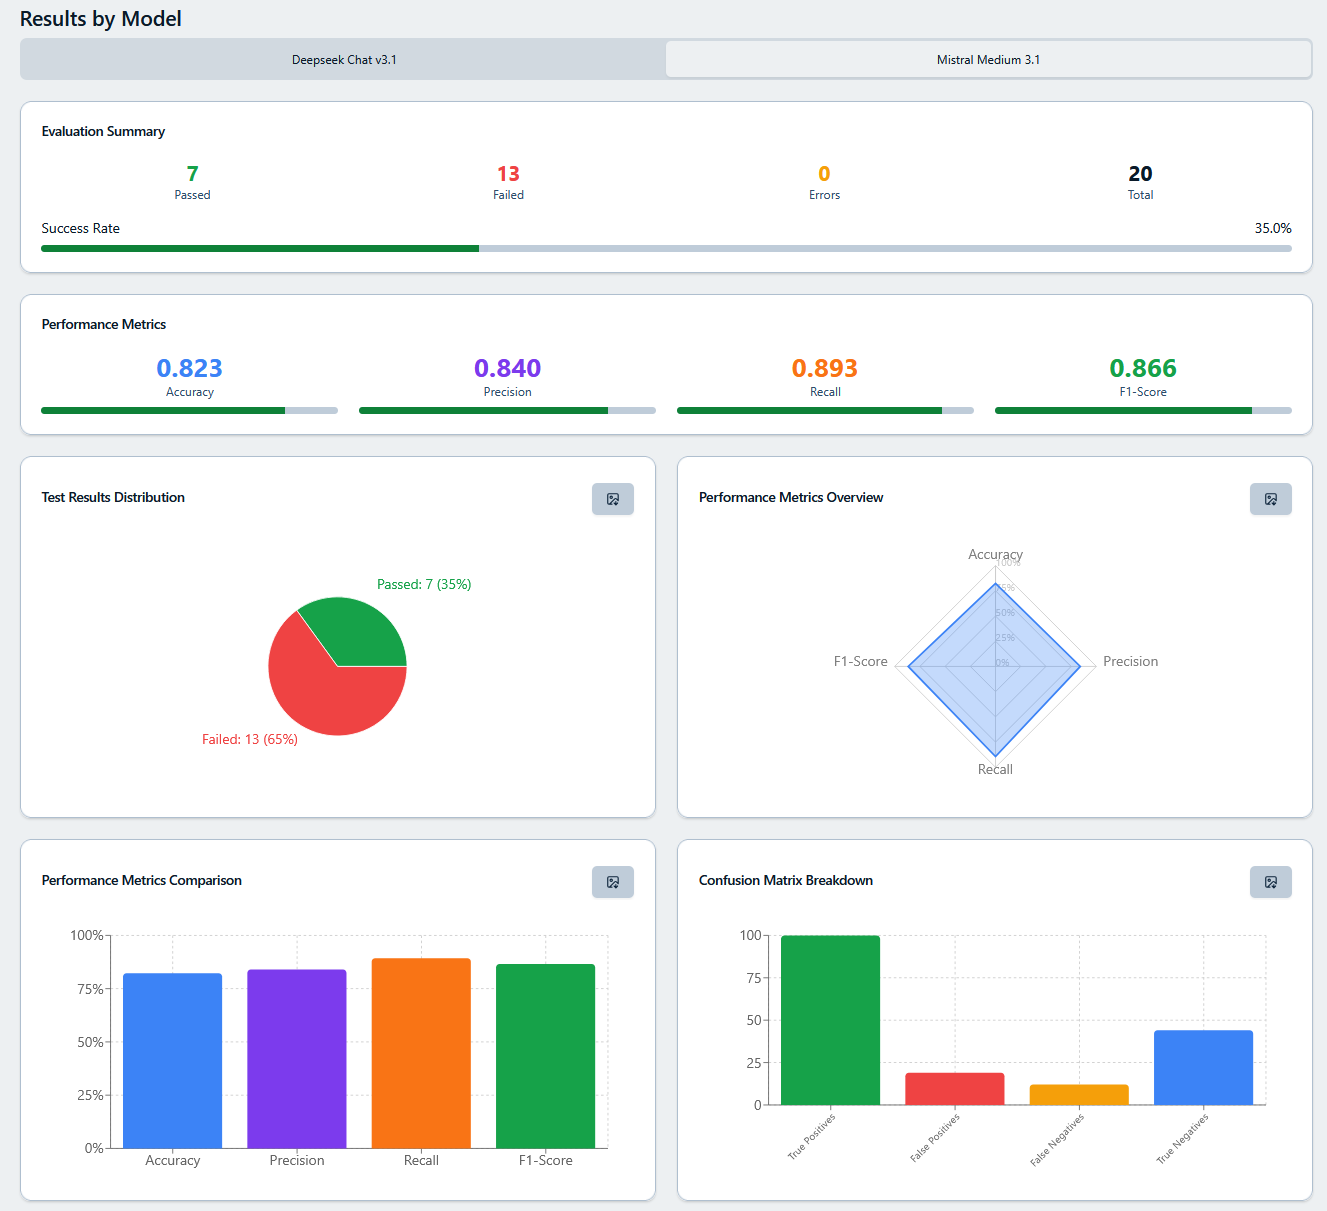 Results by Model
Deepseek Chat v3.1
Mistral Medium 3.1
Evaluation Summary
7
Passed
13
Failed
0
Errors
20
Total
Success Rate
35.0%
Performance Metrics
0.823
Accuracy
0.840
Precision
0.893
Recall
0.866
F1-Score
Test Results Distribution
Passed: 7 (35%)
Failed: 13 (65%)
Performance Metrics Overview
Accuracy
100%
75%
50%
25%
0%
F1-Score
Precision
Recall
Performance Metrics Comparison
100%
75%
50%
25%
0%
Accuracy
Precision
Recall
F1-Score
Confusion Matrix Breakdown
100
75
50
25
0
True Positives
False Positives
False Negatives
True Negatives